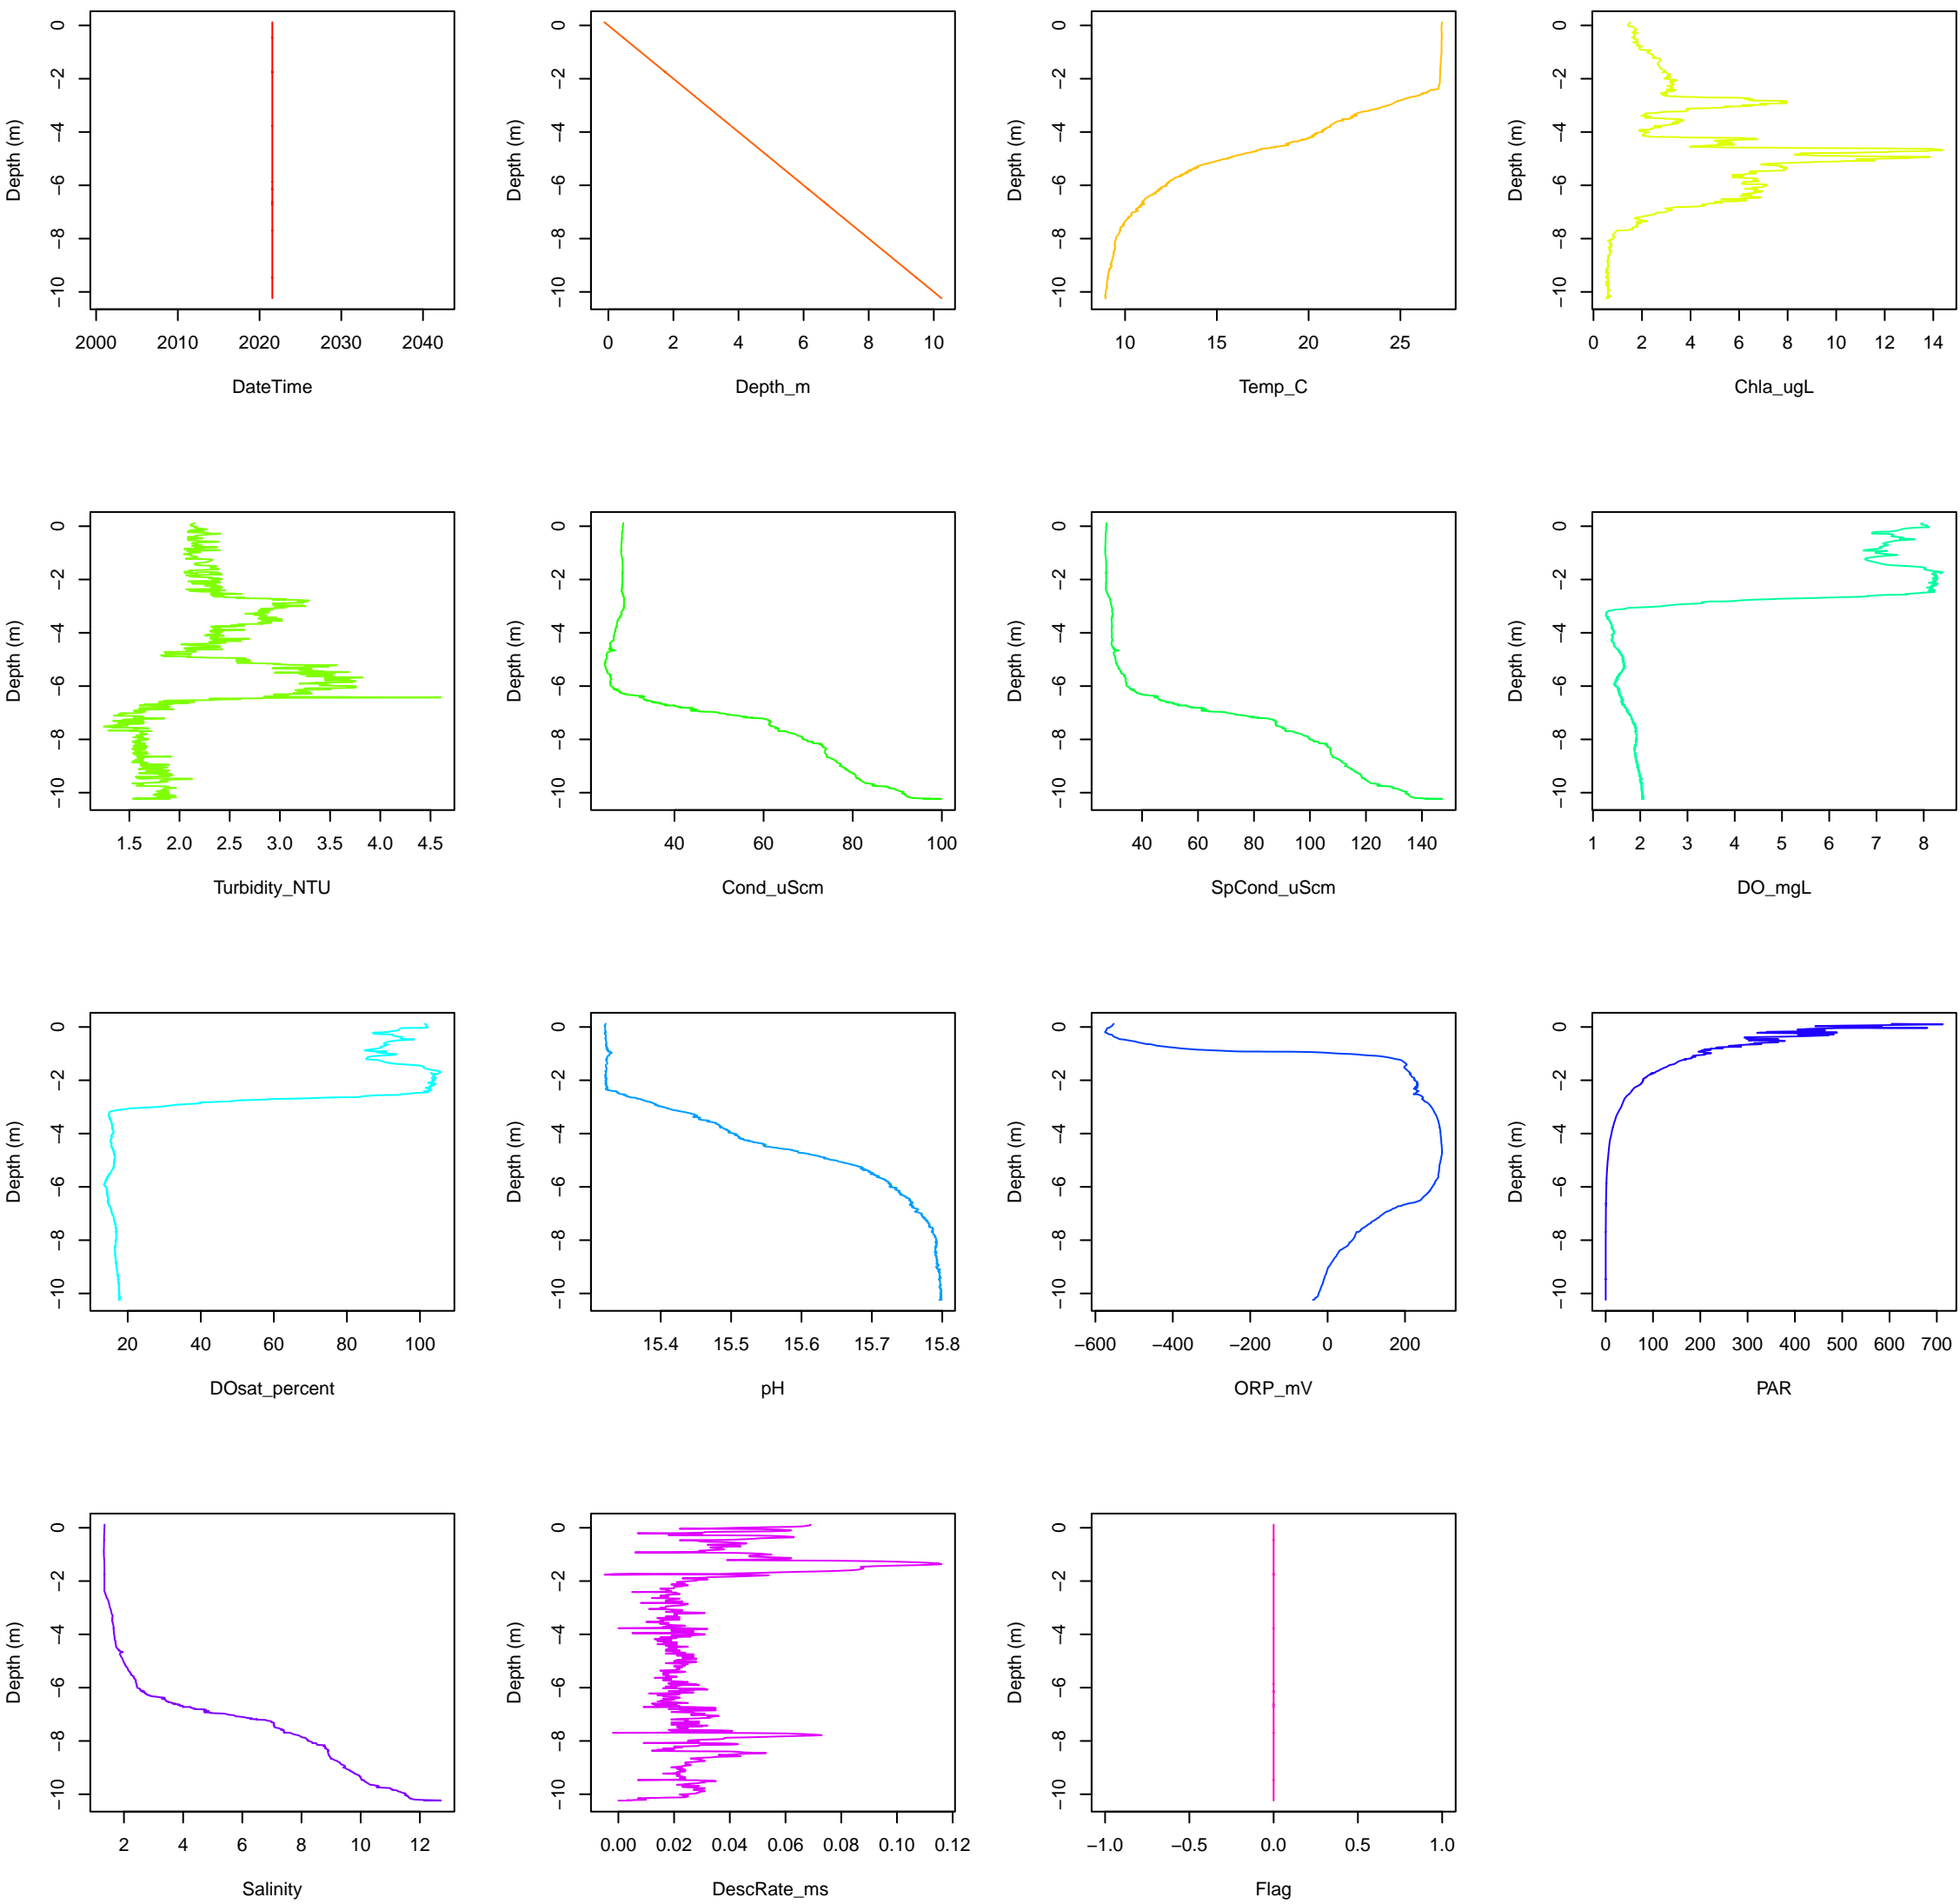 0 −2 −4 −6 −8 −10
Depth (m)
2000 2010 2020 2030 2040
DateTime
0 −2 −4 −6 −8 −10
Depth (m)
0 2 4 6 8 10
Depth_m
0 −2 −4 −6 −8 −10
Depth (m)
10 15 20 25
Temp_C
0 −2 −4 −6 −8 −10
Depth (m)
0 2 4 6 8 10 12 14
Chla_ugL
0 −2 −4 −6 −8 −10
Depth (m)
1.5 2.0 2.5 3.0 3.5 4.0 4.5
Turbidity_NTU
0 −2 −4 −6 −8 −10
Depth (m)
40 60 80 100
Cond_uScm
0 −2 −4 −6 −8 −10
Depth (m)
40 60 80 100 120 140
SpCond_uScm
0 −2 −4 −6 −8 −10
Depth (m)
1 2 3 4 5 6 7 8
DO_mgL
0 −2 −4 −6 −8 −10
Depth (m)
20 40 60 80 100
DOsat_percent
0 −2 −4 −6 −8 −10
Depth (m)
15.4 15.5 15.6 15.7 15.8
pH
0 −2 −4 −6 −8 −10
Depth (m)
−600 −400 −200 0 200
ORP_mV
0 −2 −4 −6 −8 −10
Depth (m)
0 100 200 300 400 500 600 700
PAR
0 −2 −4 −6 −8 −10
Depth (m)
2 4 6 8 10 12
Salinity
0 −2 −4 −6 −8 −10
Depth (m)
0.00 0.02 0.04 0.06 0.08 0.10 0.12
DescRate_ms
0 −2 −4 −6 −8 −10
Depth (m)
−1.0 −0.5 0.0 0.5 1.0
Flag